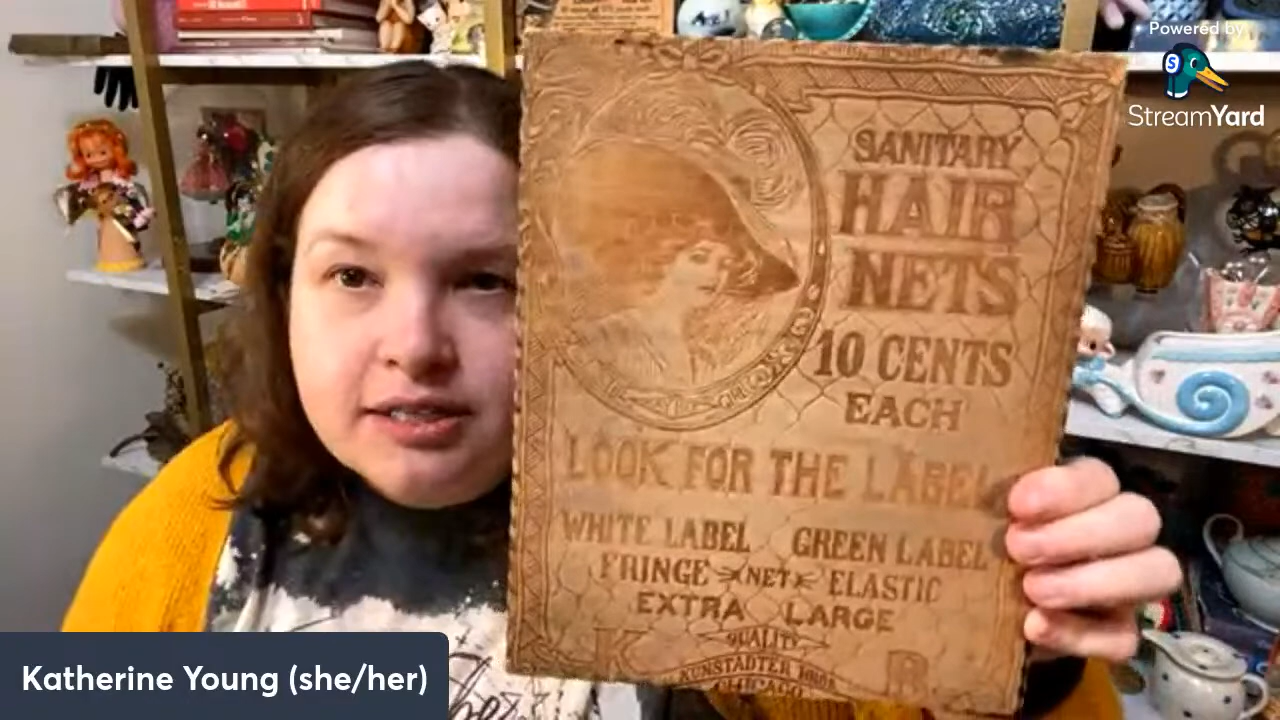 Powered by
StreamYard
SANITARY
HAIR
NETS
10 CENTS
EACH
LOOK FOR THE LABEL
WHITE LABEL GREEN LABEL
FRINGE NET ELASTIC
EXTRA LARGE
K QUALITY B
KUNSTADTER BROS
CHICAGO
Katherine Young (she/her)